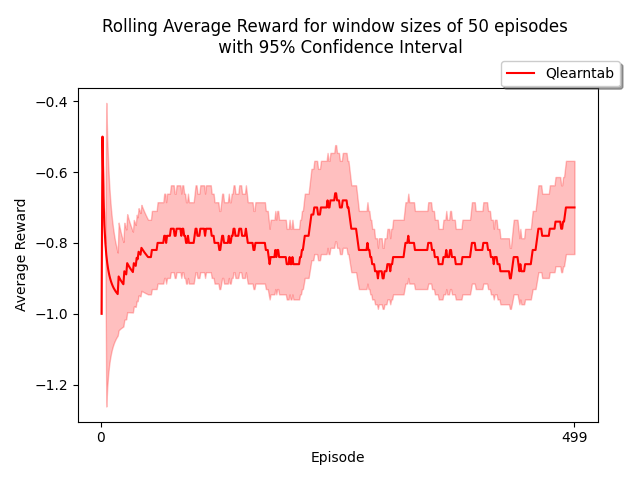 Rolling Average Reward for window sizes of 50 episodes
with 95% Confidence Interval
Qlearntab
−0.4
−0.6
−0.8
−1.0
−1.2
Average Reward
0
499
Episode